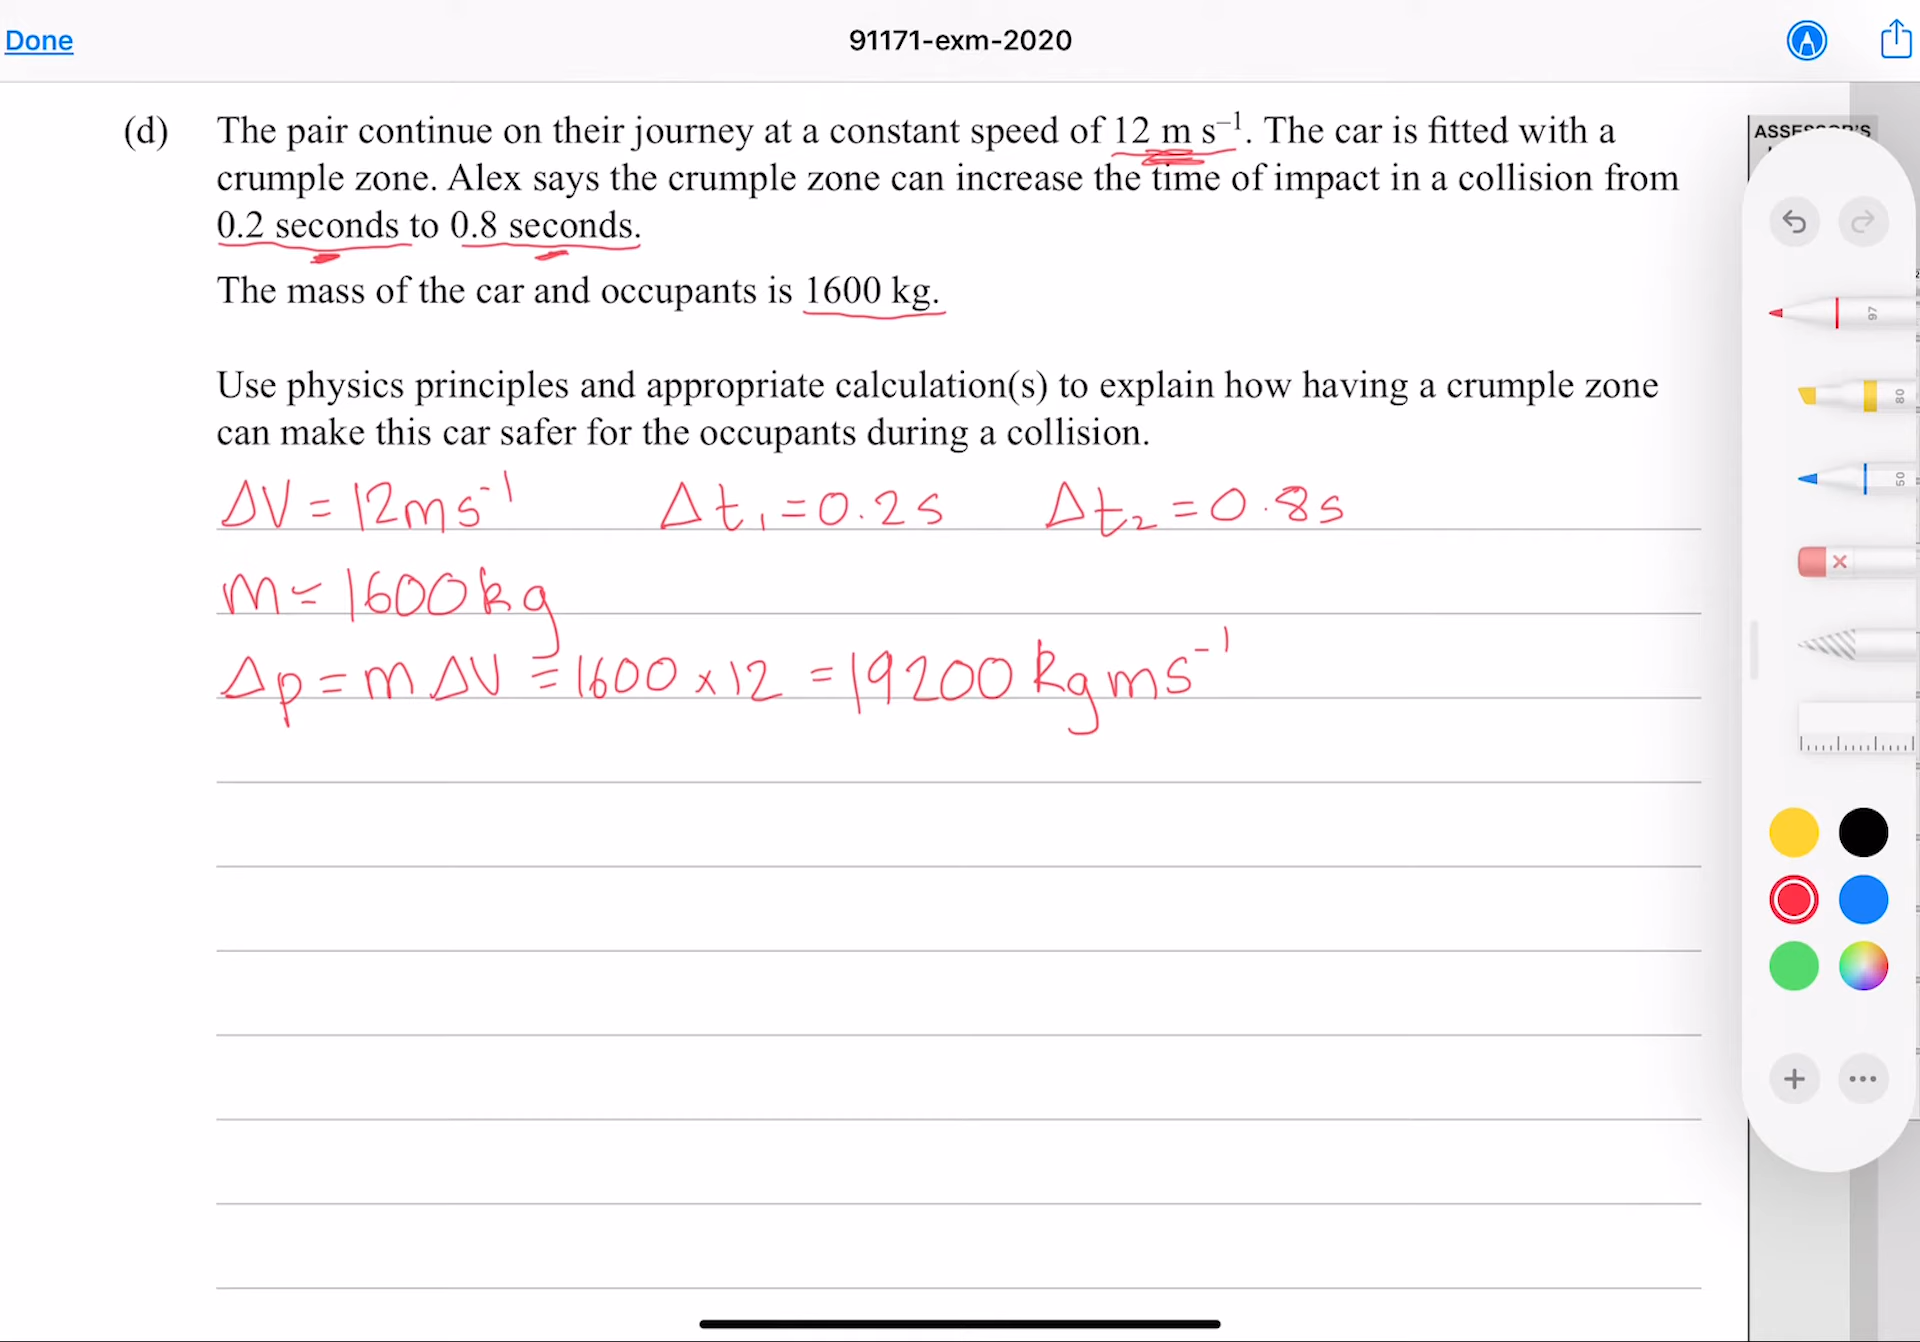 Done
91171-exm-2020
(d) The pair continue on their journey at a constant speed of 12 m s⁻¹. The car is fitted with a
crumple zone. Alex says the crumple zone can increase the time of impact in a collision from
0.2 seconds to 0.8 seconds.
The mass of the car and occupants is 1600 kg.
Use physics principles and appropriate calculation(s) to explain how having a crumple zone
can make this car safer for the occupants during a collision.
ΔV = 12ms⁻¹ Δt₁ = 0.2s Δt₂ = 0.8s
m = 1600kg
Δp = mΔV = 1600 x 12 = 19200 kgms⁻¹
ASSESSOR'S
97
80
50